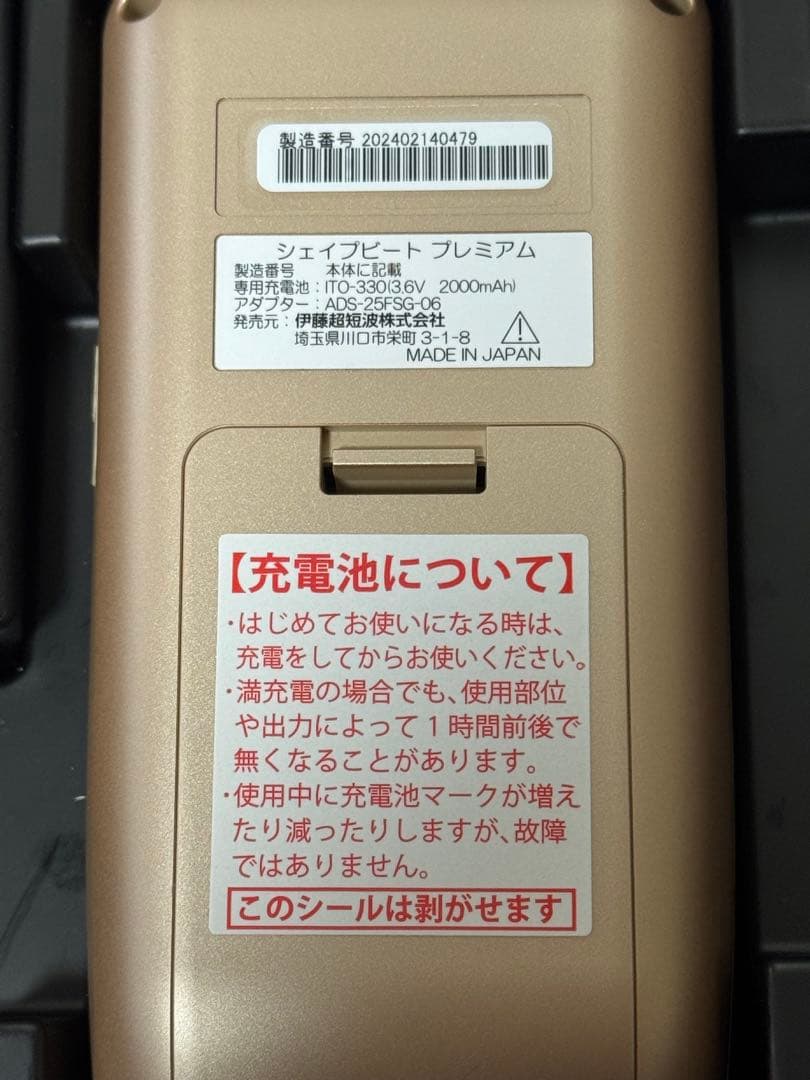 製造番号 202402140479
シェイプビート プレミアム
製造番号 本体に記載
専用充電池：ITO-330(3.6V 2000mAh)
アダプター：ADS-25FSG-06
発売元：伊藤超短波株式会社
埼玉県川口市栄町3-1-8
MADE IN JAPAN
【充電池について】
・はじめてお使いになる時は、
充電をしてからお使いください。
・満充電の場合でも、使用部位
や出力によって1時間前後で
無くなることがあります。
・使用中に充電池マークが増え
たり減ったりしますが、故障
ではありません。
このシールは剥がせます